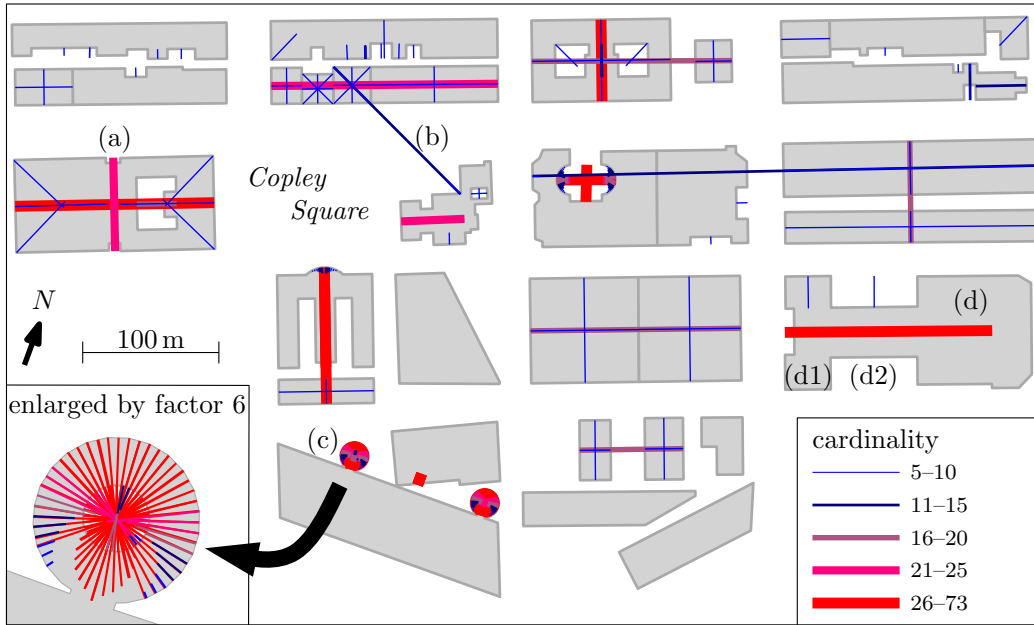 (a)
(b)
Copley
Square
N
100 m
(d)
(d1) (d2)
enlarged by factor 6
(c)
cardinality
5–10
11–15
16–20
21–25
26–73